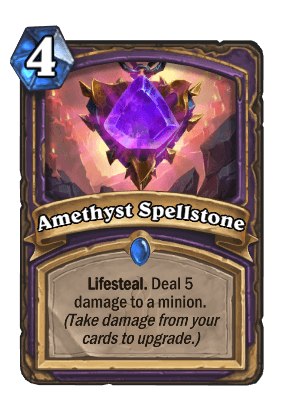 4
Amethyst Spellstone
Lifesteal. Deal 5
damage to a minion.
(Take damage from your
cards to upgrade.)